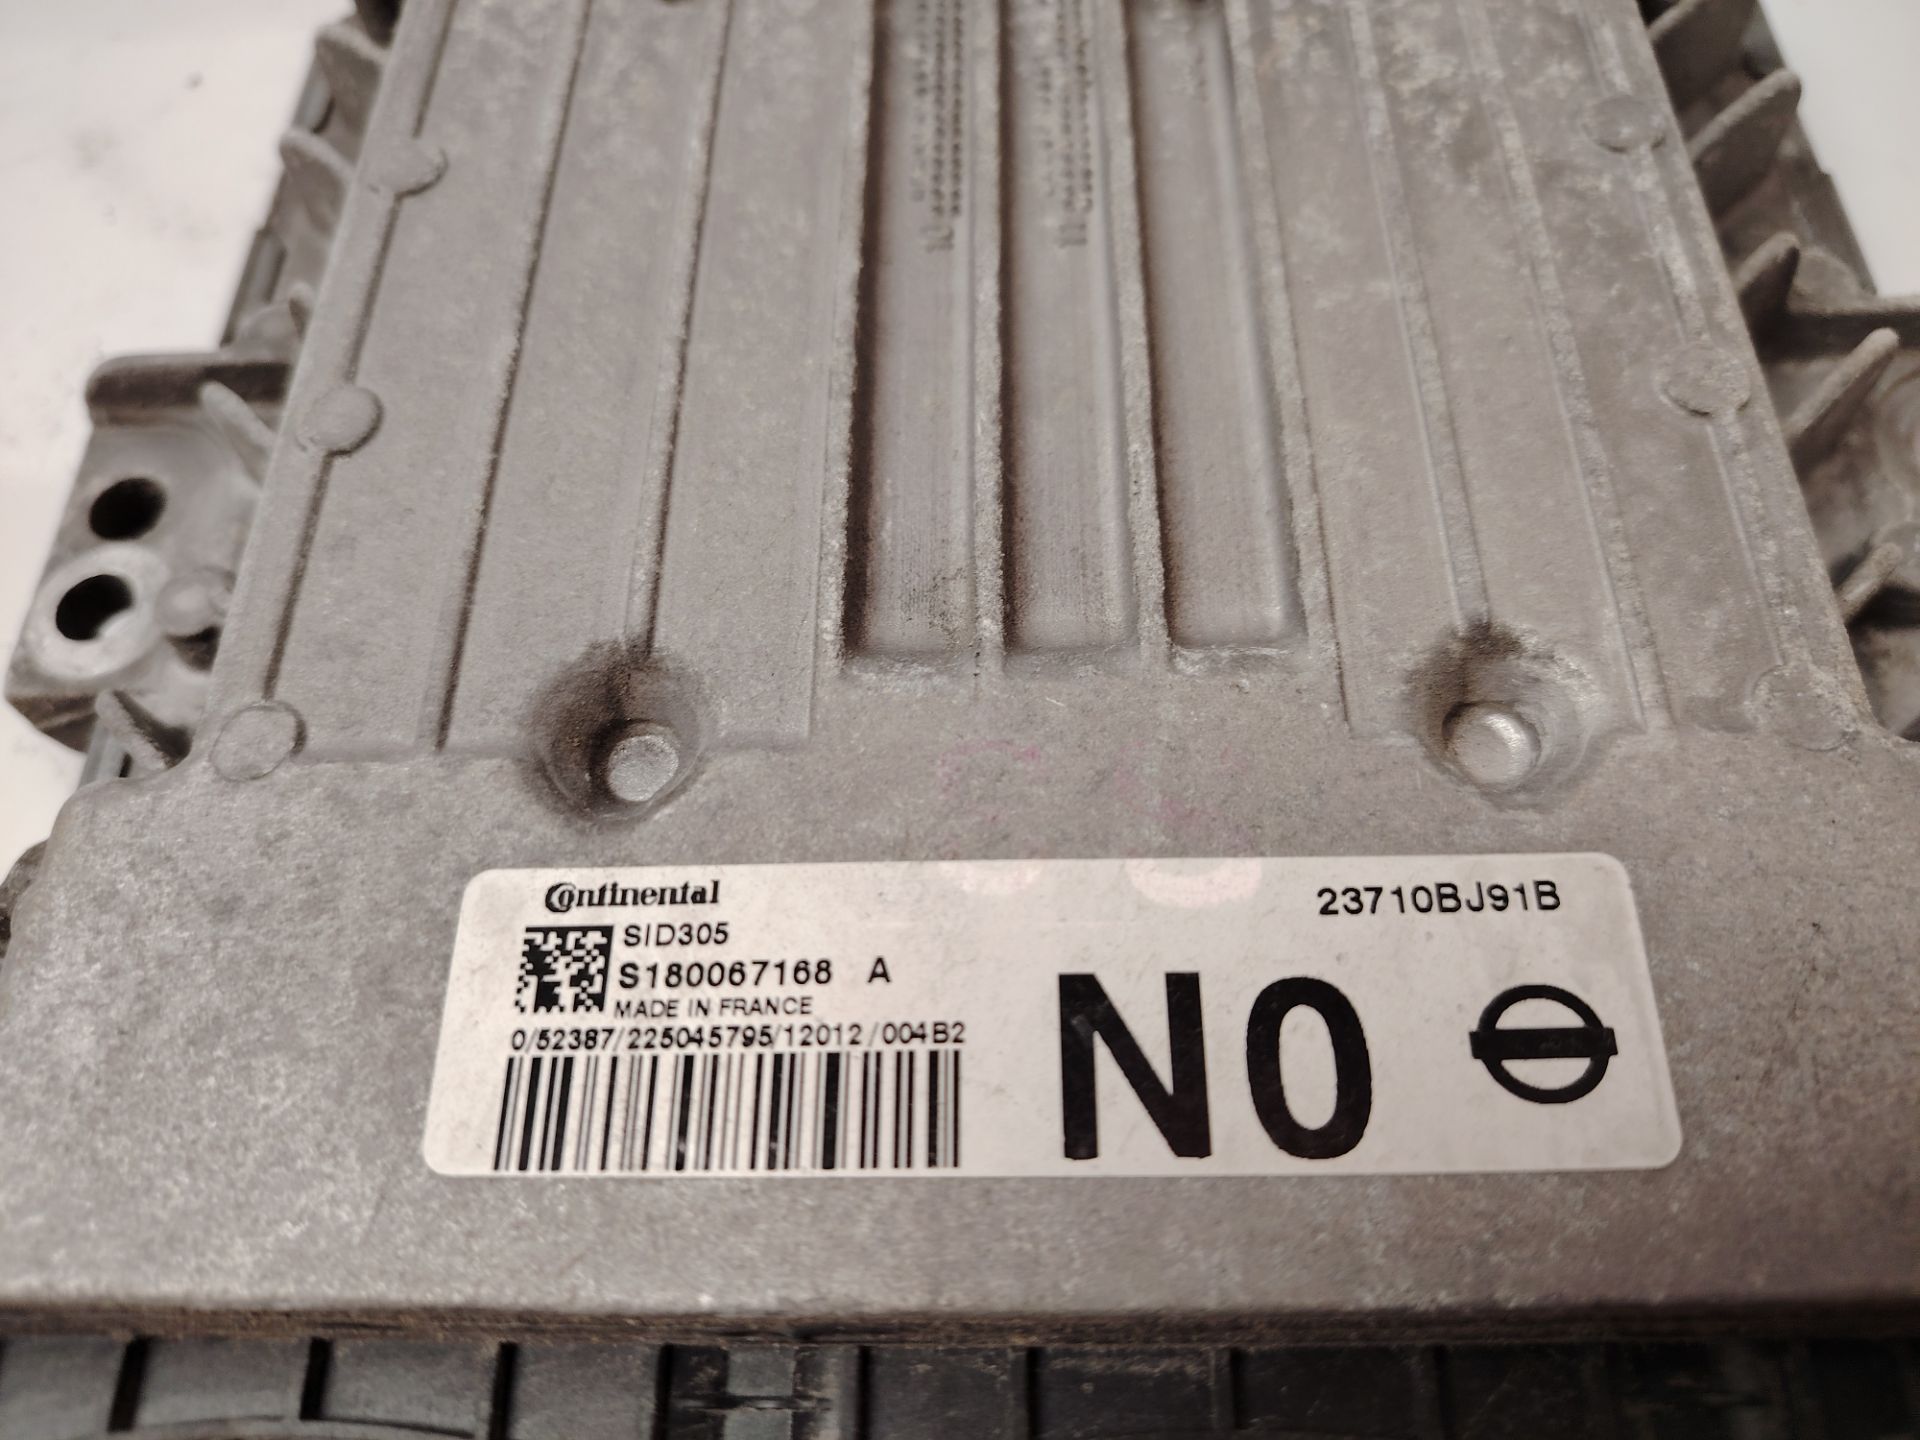 Continental
23710BJ91B
SID305
S180067168 A
MADE IN FRANCE
0/52387/225045795/12012/004B2
N0